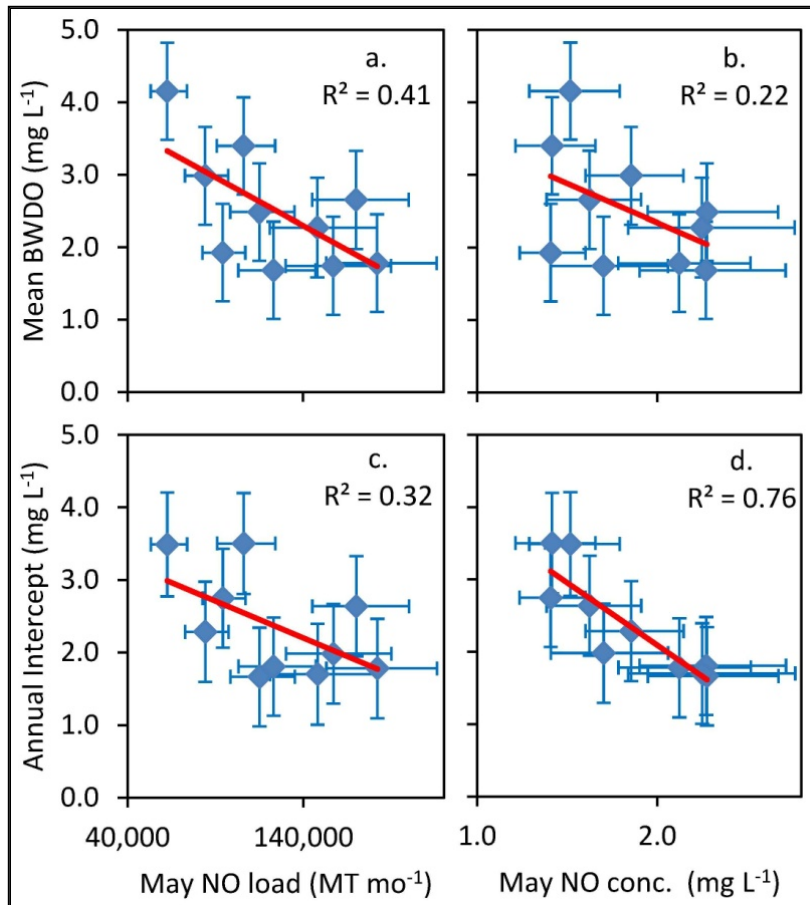 Mean BWDO (mg L-1)
5.0
4.0
3.0
2.0
1.0
0.0
a.
R² = 0.41
b.
R² = 0.22
Annual Intercept (mg L-1)
5.0
4.0
3.0
2.0
1.0
0.0
c.
R² = 0.32
d.
R² = 0.76
40,000 140,000
1.0 2.0
May NO load (MT mo-1)
May NO conc. (mg L-1)